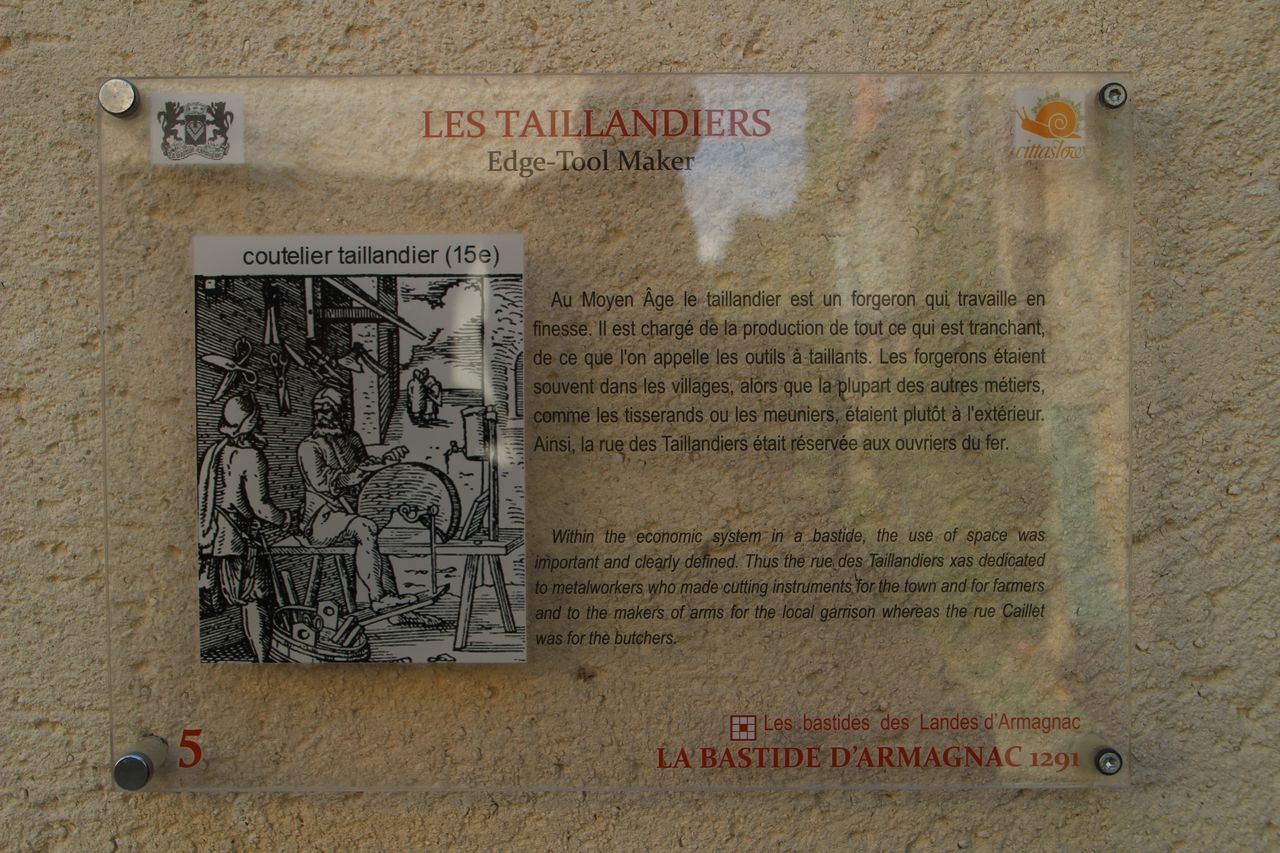 LES TAILLANDIERS
Edge-Tool Maker
cittaslow
coutelier taillandier (15e)
Au Moyen Âge le taillandier est un forgeron qui travaille en
finesse. Il est chargé de la production de tout ce qui est tranchant,
de ce que l'on appelle les outils à taillants. Les forgerons étaient
souvent dans les villages, alors que la plupart des autres métiers,
comme les tisserands ou les meuniers, étaient plutôt à l'extérieur.
Ainsi, la rue des Taillandiers était réservée aux ouvriers du fer.
Within the economic system in a bastide, the use of space was
important and clearly defined. Thus the rue des Taillandiers xas dedicated
to metalworkers who made cutting instruments for the town and for farmers
and to the makers of arms for the local garrison whereas the rue Caillet
was for the butchers.
5
Les bastides des Landes d'Armagnac
LA BASTIDE D'ARMAGNAC 1291